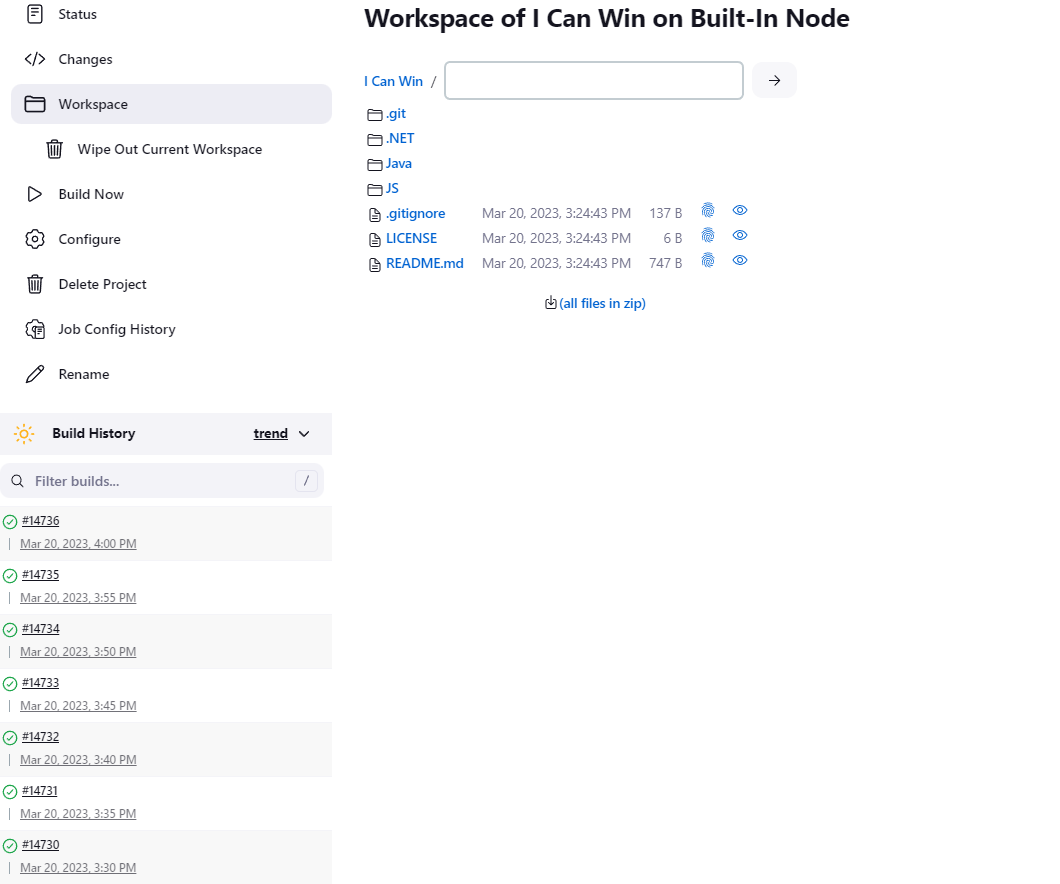 Status
Changes
Workspace
Wipe Out Current Workspace
Build Now
Configure
Delete Project
Job Config History
Rename
Build History trend
Filter builds... /
#14736
Mar 20, 2023, 4:00 PM
#14735
Mar 20, 2023, 3:55 PM
#14734
Mar 20, 2023, 3:50 PM
#14733
Mar 20, 2023, 3:45 PM
#14732
Mar 20, 2023, 3:40 PM
#14731
Mar 20, 2023, 3:35 PM
#14730
Mar 20, 2023, 3:30 PM
Workspace of I Can Win on Built-In Node
I Can Win /
.git
.NET
Java
JS
.gitignore Mar 20, 2023, 3:24:43 PM 137 B
LICENSE Mar 20, 2023, 3:24:43 PM 6 B
README.md Mar 20, 2023, 3:24:43 PM 747 B
(all files in zip)